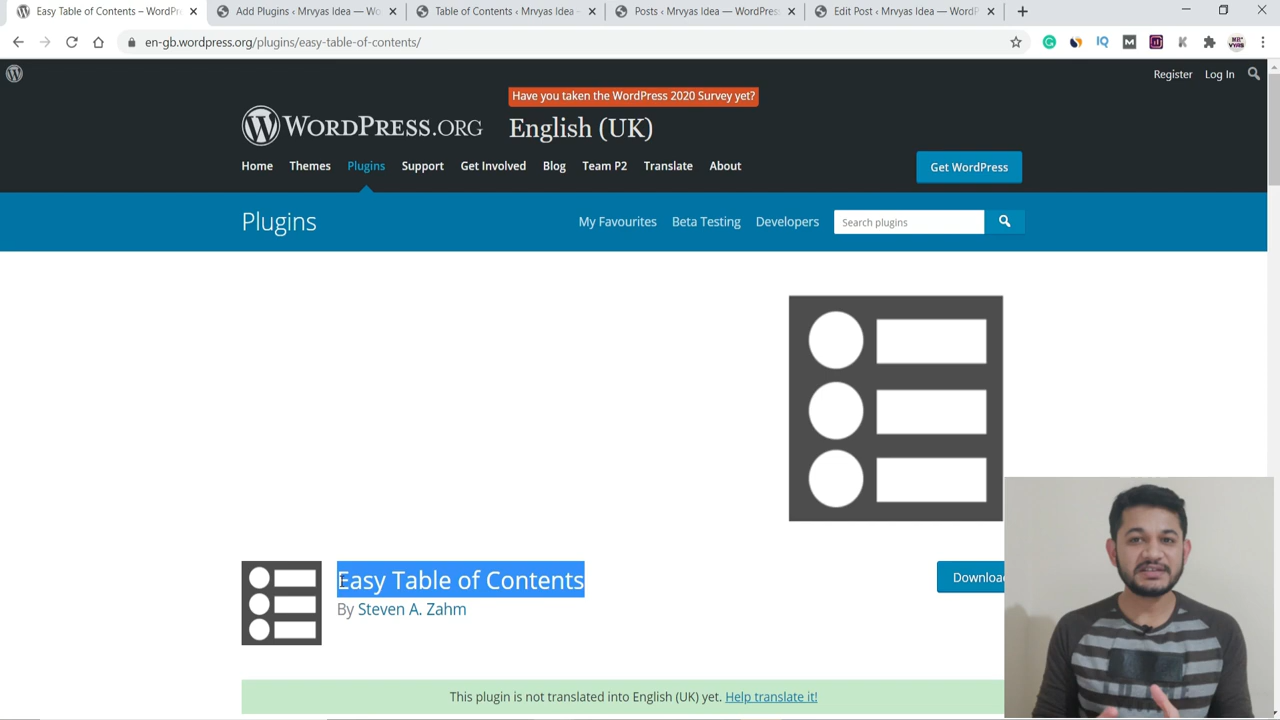 Easy Table of Contents – WordPr
Add Plugins ‹ Mrvyas Idea — Wo
Table of Contents ‹ Mrvyas Idea –
Posts ‹ Mrvyas Idea — WordPress
Edit Post ‹ Mrvyas Idea — WordP
en-gb.wordpress.org/plugins/easy-table-of-contents/
Register
Log In
Have you taken the WordPress 2020 Survey yet?
WORDPRESS.ORG
English (UK)
Home
Themes
Plugins
Support
Get Involved
Blog
Team P2
Translate
About
Get WordPress
Plugins
My Favourites
Beta Testing
Developers
Search plugins
Easy Table of Contents
Downloa
By Steven A. Zahm
This plugin is not translated into English (UK) yet. Help translate it!